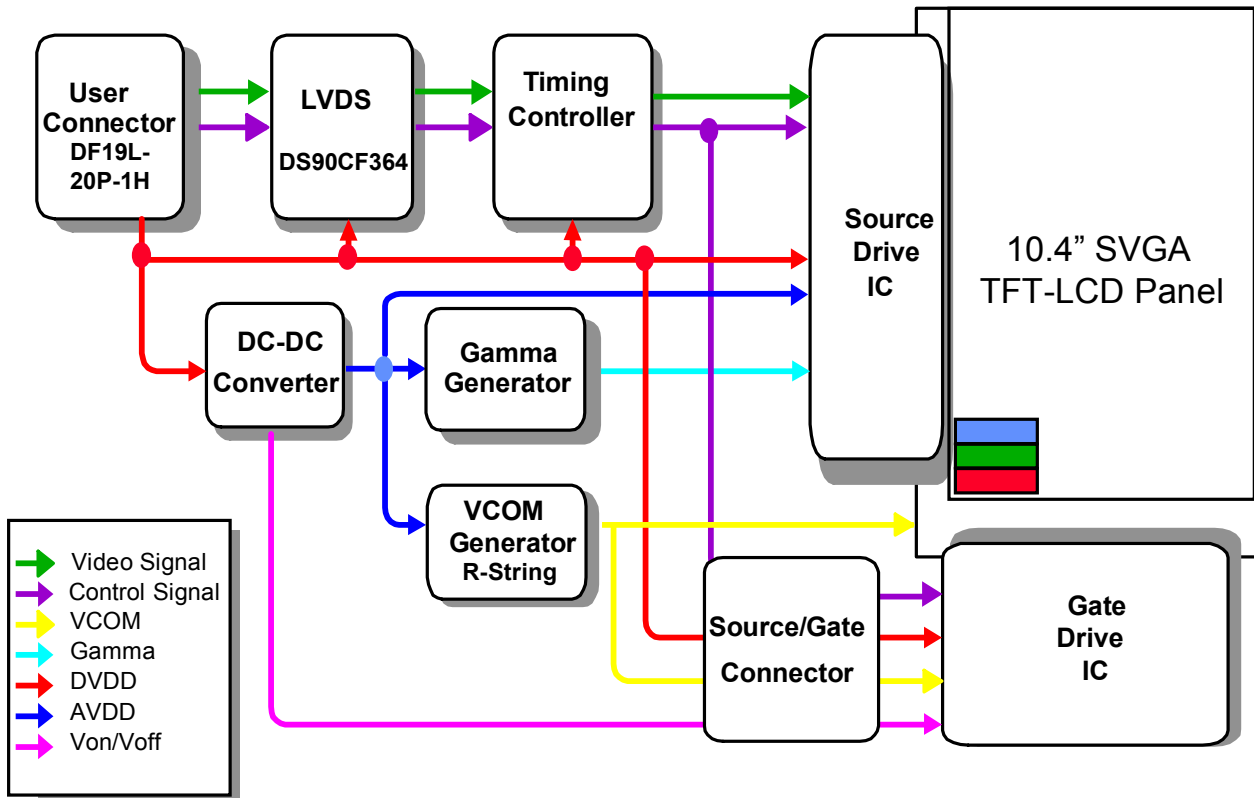 User
Connector
DF19L-
20P-1H
LVDS
DS90CF364
Timing
Controller
Source
Drive
IC
10.4” SVGA
TFT-LCD Panel
DC-DC
Converter
Gamma
Generator
VCOM
Generator
R-String
Source/Gate
Connector
Gate
Drive
IC
Video Signal
Control Signal
VCOM
Gamma
DVDD
AVDD
Von/Voff